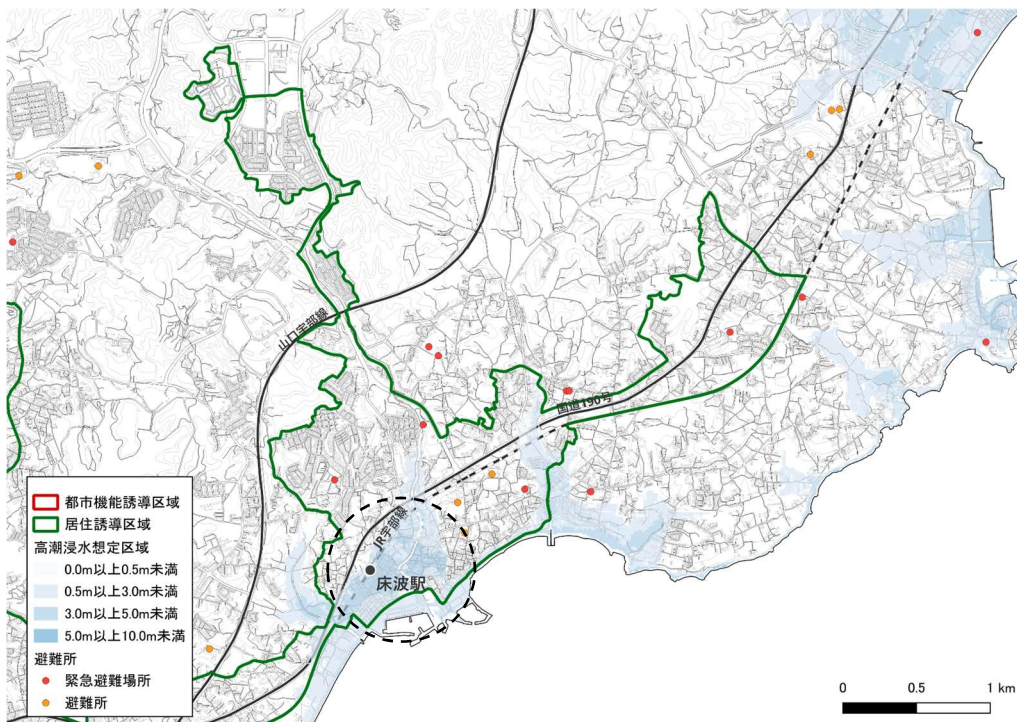 山口宇部線
国道190号
JR宇部線
床波駅
都市機能誘導区域
居住誘導区域
高潮浸水想定区域
0.0m以上0.5m未満
0.5m以上3.0m未満
3.0m以上5.0m未満
5.0m以上10.0m未満
避難所
緊急避難場所
避難所
0 0.5 1 km